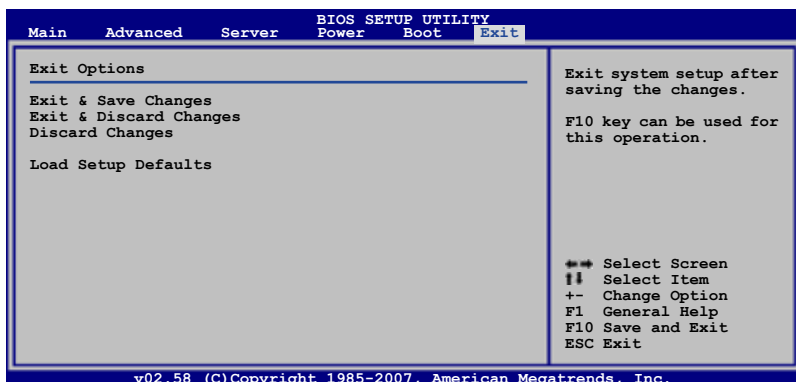 BIOS SETUP UTILITY
Main Advanced Server Power Boot Exit
Exit Options
Exit & Save Changes
Exit & Discard Changes
Discard Changes
Load Setup Defaults
Exit system setup after
saving the changes.
F10 key can be used for
this operation.
←→ Select Screen
↑↓ Select Item
+- Change Option
F1 General Help
F10 Save and Exit
ESC Exit
v02.58 (C)Copyright 1985-2007, American Megatrends, Inc.